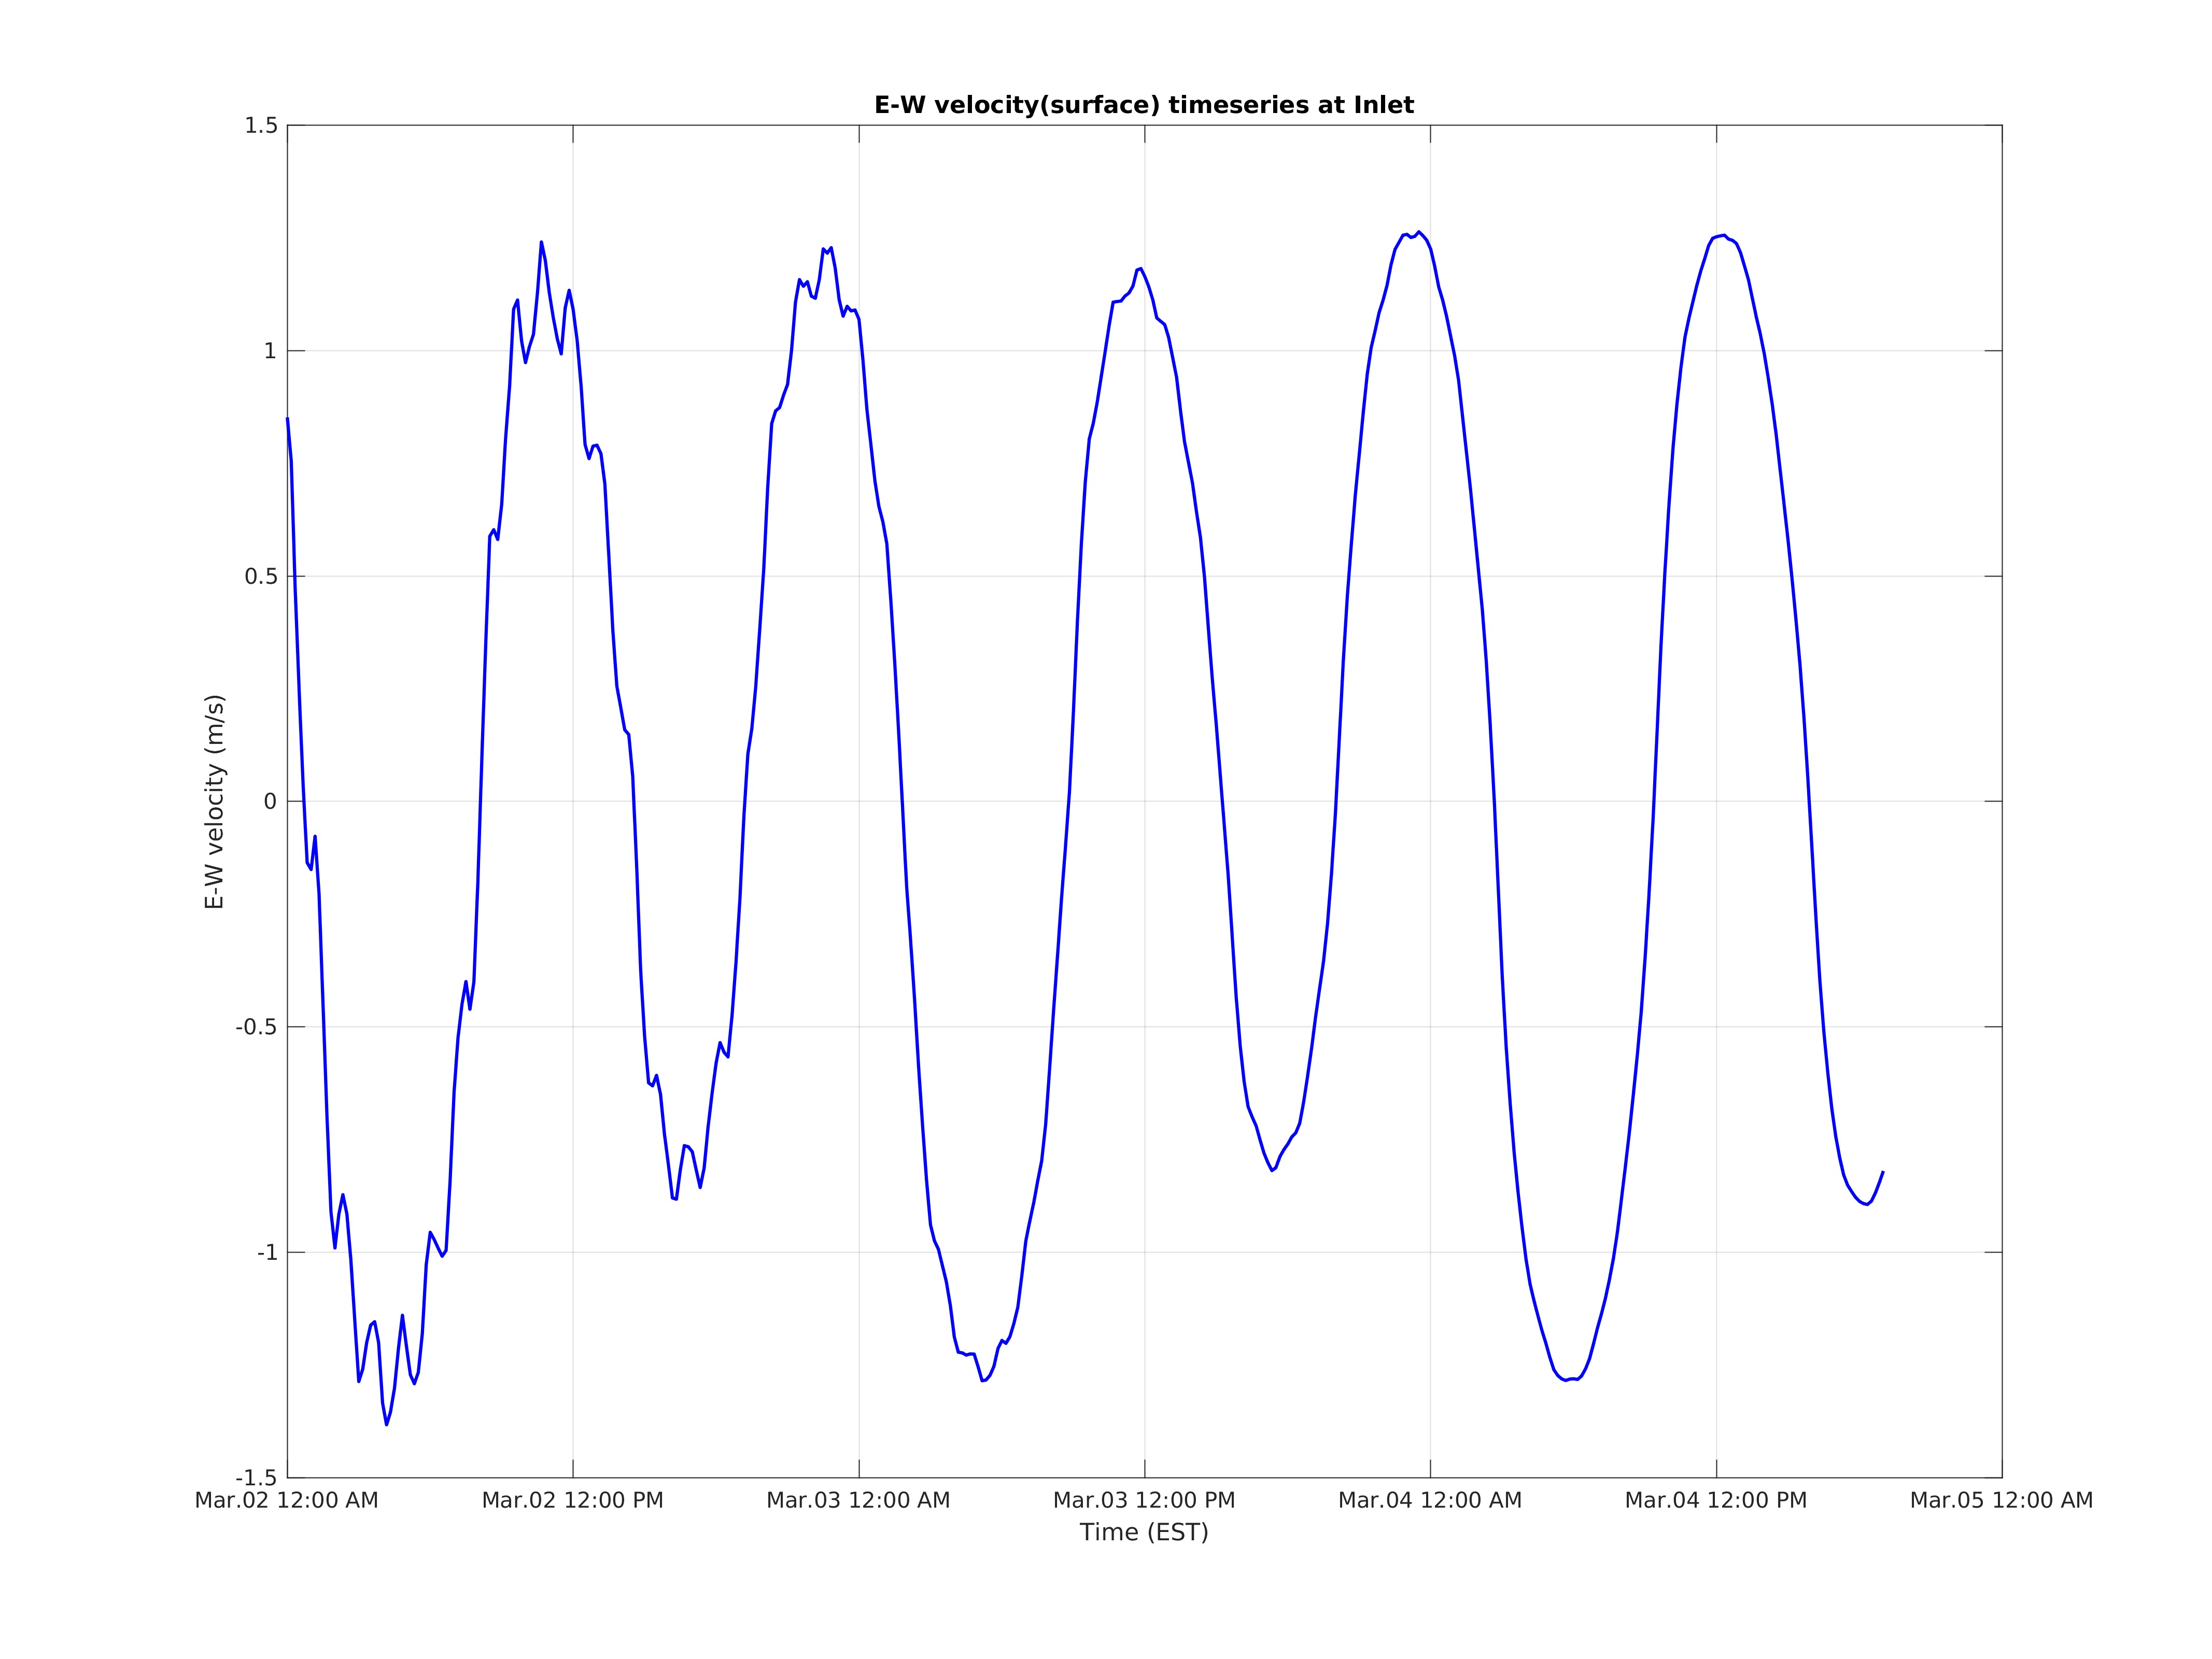 E-W velocity(surface) timeseries at Inlet
1.5
1
0.5
0
-0.5
-1
-1.5
E-W velocity (m/s)
Mar.02 12:00 AM Mar.02 12:00 PM Mar.03 12:00 AM Mar.03 12:00 PM Mar.04 12:00 AM Mar.04 12:00 PM Mar.05 12:00 AM
Time (EST)